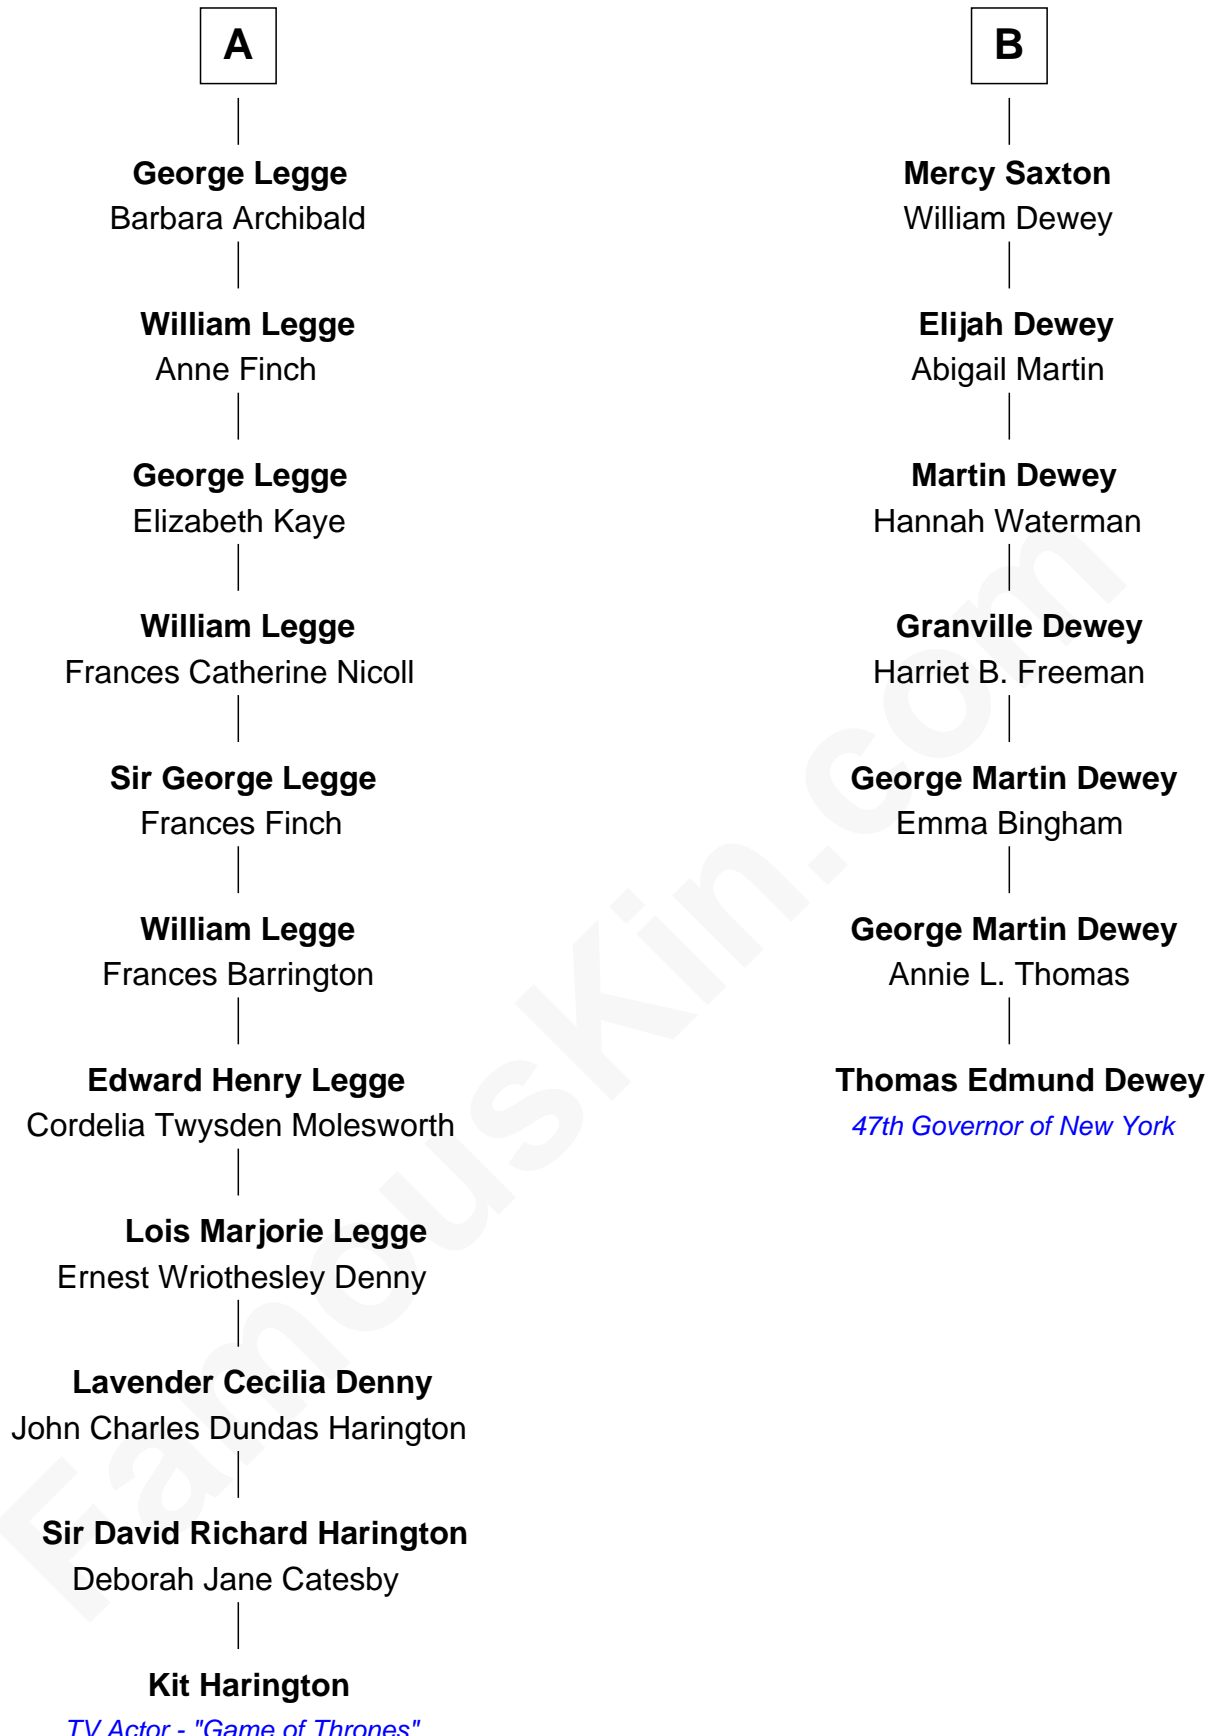 A
George Legge
Barbara Archibald
William Legge
Anne Finch
George Legge
Elizabeth Kaye
William Legge
Frances Catherine Nicoll
Sir George Legge
Frances Finch
William Legge
Frances Barrington
Edward Henry Legge
Cordelia Twysden Molesworth
Lois Marjorie Legge
Ernest Wriothesley Denny
Lavender Cecilia Denny
John Charles Dundas Harington
Sir David Richard Harington
Deborah Jane Catesby
Kit Harington
TV Actor - "Game of Thrones"
B
Mercy Saxton
William Dewey
Elijah Dewey
Abigail Martin
Martin Dewey
Hannah Waterman
Granville Dewey
Harriet B. Freeman
George Martin Dewey
Emma Bingham
George Martin Dewey
Annie L. Thomas
Thomas Edmund Dewey
47th Governor of New York
FamousKin.com